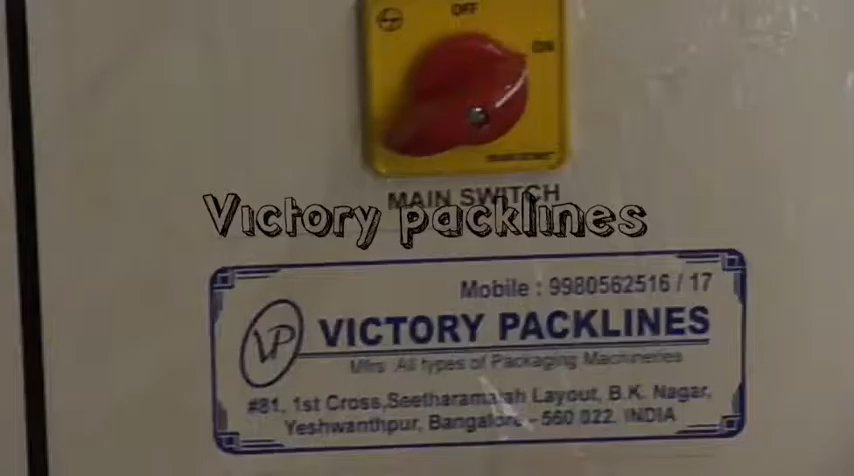 OFF
ON
MAIN SWITCH
Victory packlines
Mobile : 9980562516 / 17
VP
VICTORY PACKLINES
Mfrs. All types of Packaging Machineries
#81, 1st Cross,Seetharamaiah Layout, B.K. Nagar,
Yeshwanthpur, Bangalore - 560 022. INDIA